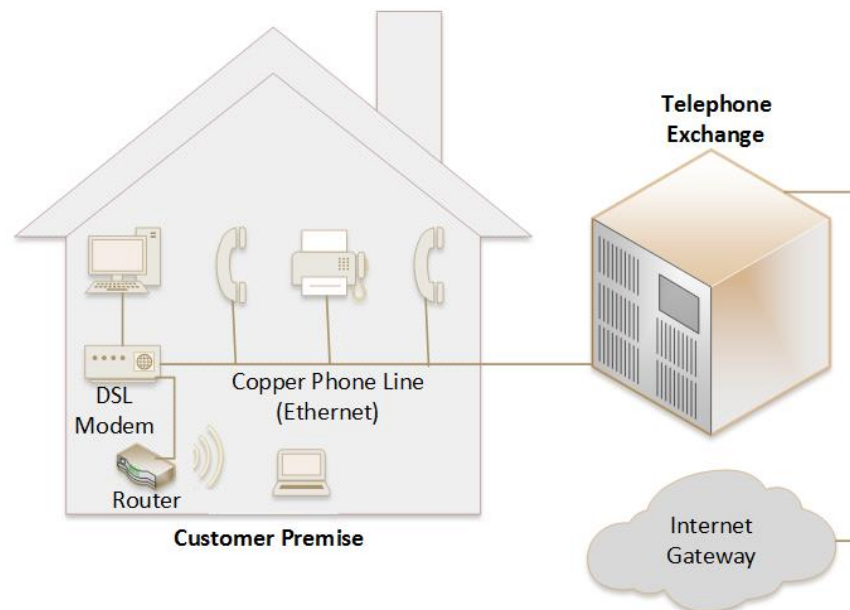 Telephone
Exchange
Copper Phone Line
(Ethernet)
DSL
Modem
Router
Customer Premise
Internet
Gateway